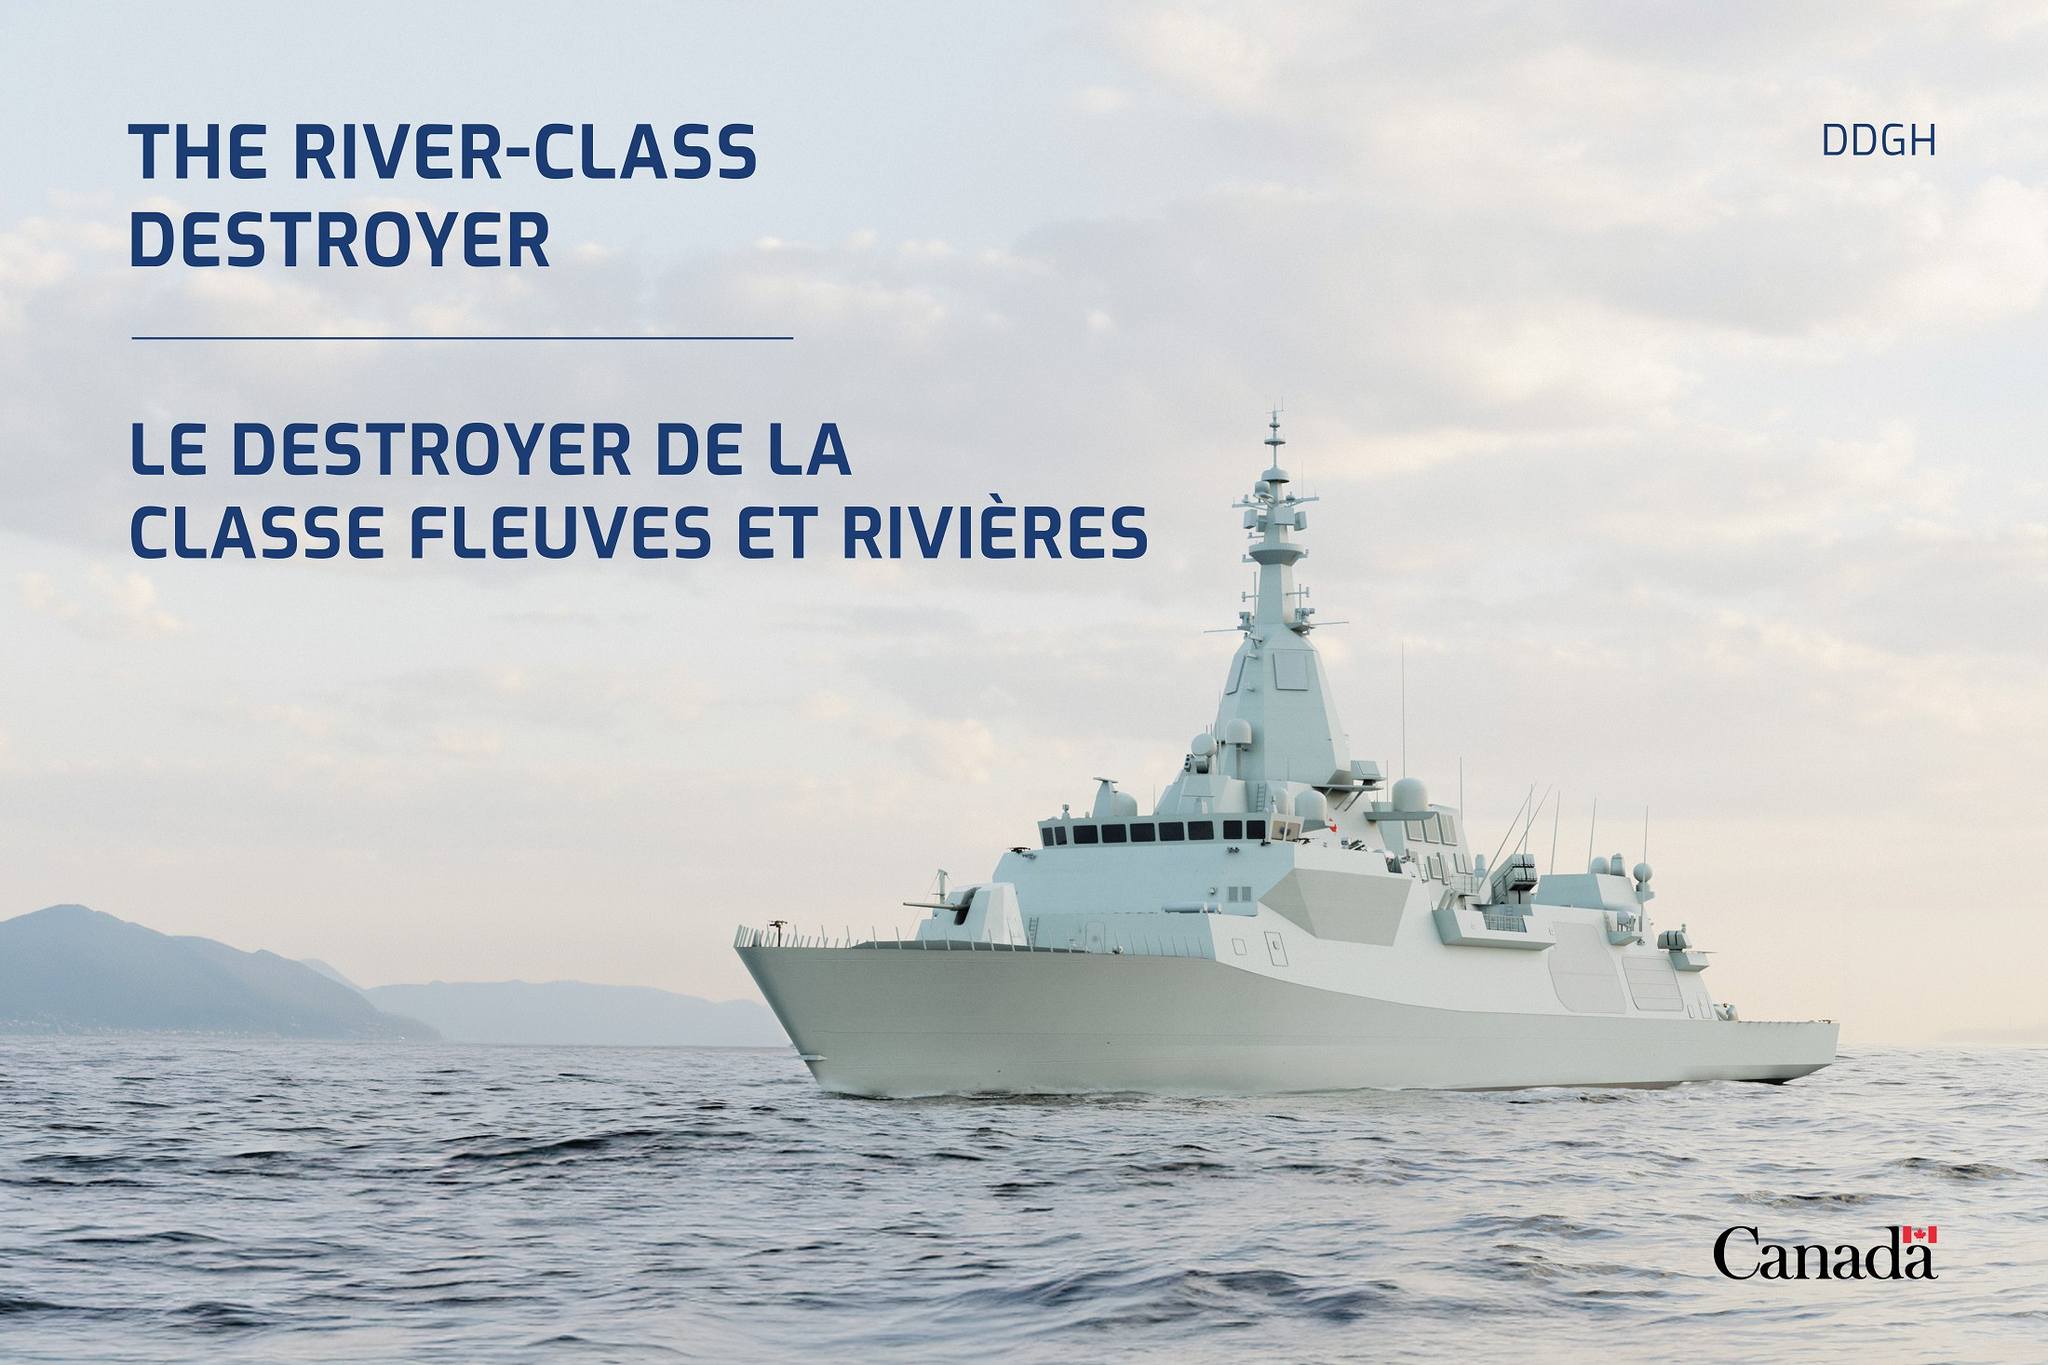 THE RIVER-CLASS
DESTROYER
DDGH
LE DESTROYER DE LA
CLASSE FLEUVES ET RIVIÈRES
Canada